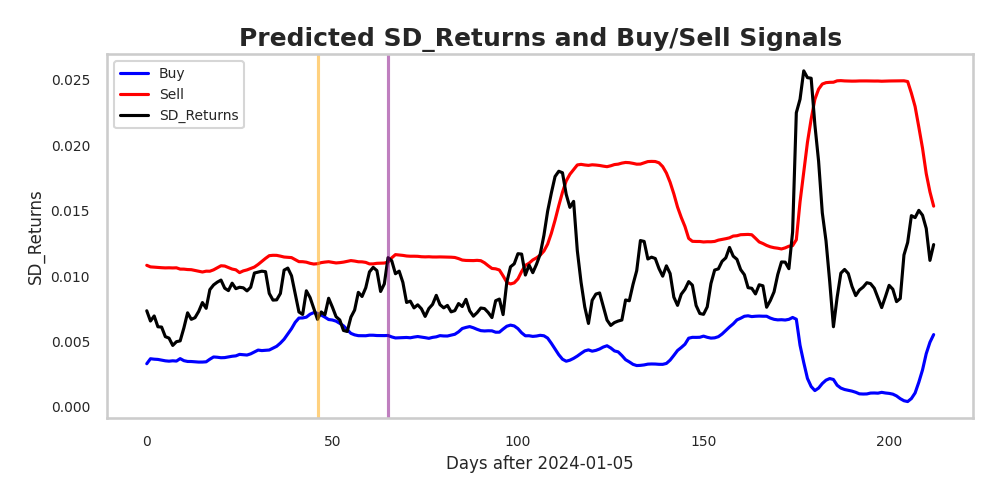 Predicted SD_Returns and Buy/Sell Signals
Buy
Sell
SD_Returns
SD_Returns
0.025
0.020
0.015
0.010
0.005
0.000
0 50 100 150 200
Days after 2024-01-05